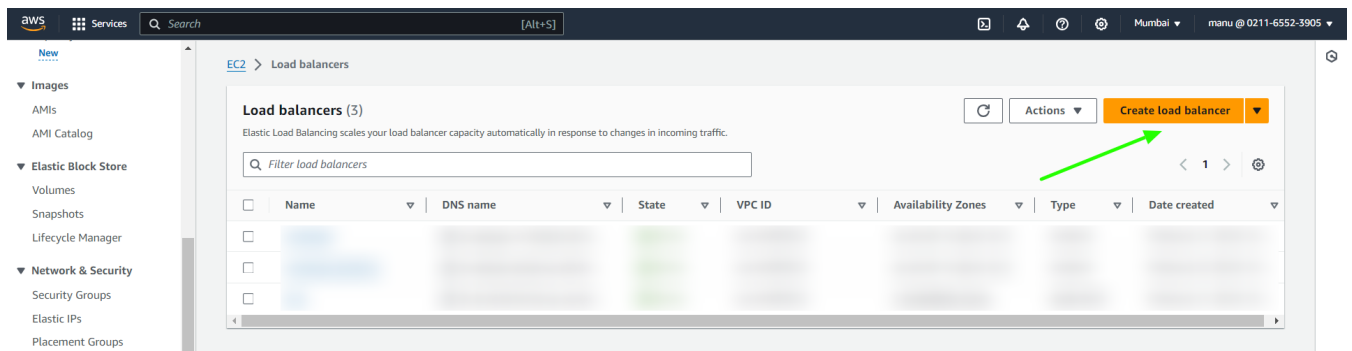 aws Services Search [Alt+S] Mumbai manu @ 0211-6552-3905
New
Images
AMIs
AMI Catalog
Elastic Block Store
Volumes
Snapshots
Lifecycle Manager
Network & Security
Security Groups
Elastic IPs
Placement Groups
EC2 > Load balancers
Load balancers (3) Actions Create load balancer
Elastic Load Balancing scales your load balancer capacity automatically in response to changes in incoming traffic.
Filter load balancers 1
Name DNS name State VPC ID Availability Zones Type Date created